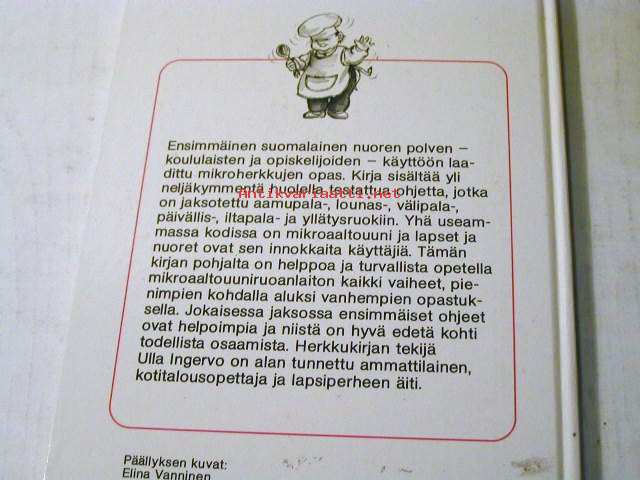 Ensimmäinen suomalainen nuoren polven –
koululaisten ja opiskelijoiden – käyttöön laa-
dittu mikroherkkujen opas. Kirja sisältää yli
neljäkymmentä huolella testattua ohjetta, jotka
Antikvariaatti.net
on jaksotettu aamupala-, lounas-, välipala-,
päivällis-, iltapala- ja yllätysruokiin. Yhä useam-
massa kodissa on mikroaaltouuni ja lapset ja
nuoret ovat sen innokkaita käyttäjiä. Tämän
kirjan pohjalta on helppoa ja turvallista opetella
mikroaaltouuniruoanlaiton kaikki vaiheet, pie-
nimpien kohdalla aluksi vanhempien opastuk-
sella. Jokaisessa jaksossa ensimmäiset ohjeet
ovat helpoimpia ja niistä on hyvä edetä kohti
todellista osaamista. Herkkukirjan tekijä
Ulla Ingervo on alan tunnettu ammattilainen,
kotitalousopettaja ja lapsiperheen äiti.
Päällyksen kuvat:
Elina Vanninen